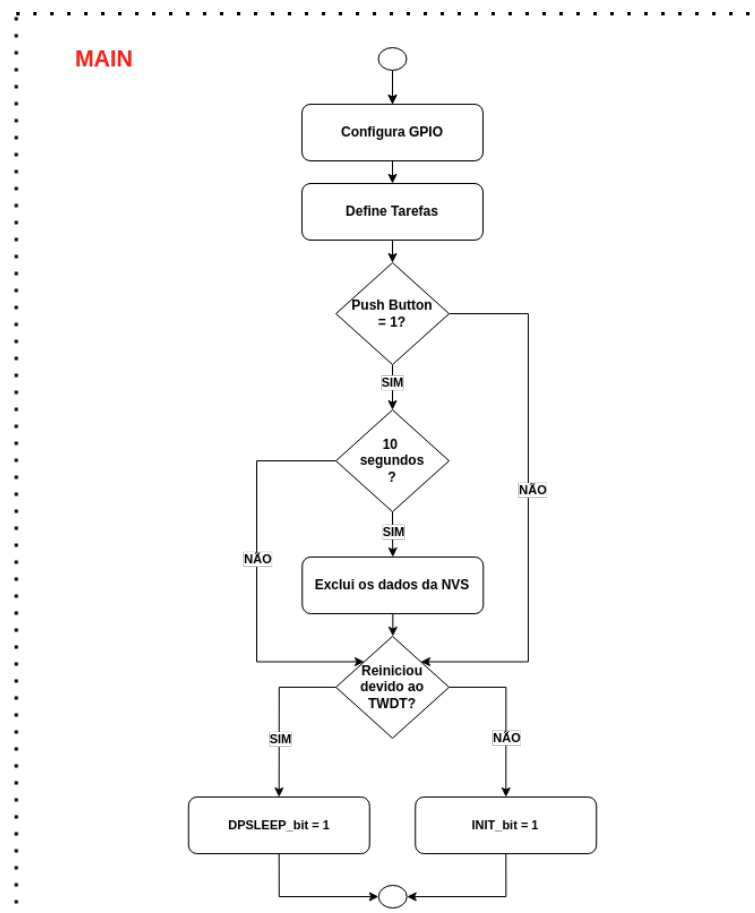 MAIN
Configura GPIO
Define Tarefas
Push Button
= 1?
SIM
10
segundos
?
NÃO
SIM
NÃO
Exclui os dados da NVS
Reiniciou
devido ao
TWDT?
SIM
NÃO
DPSLEEP_bit = 1
INIT_bit = 1